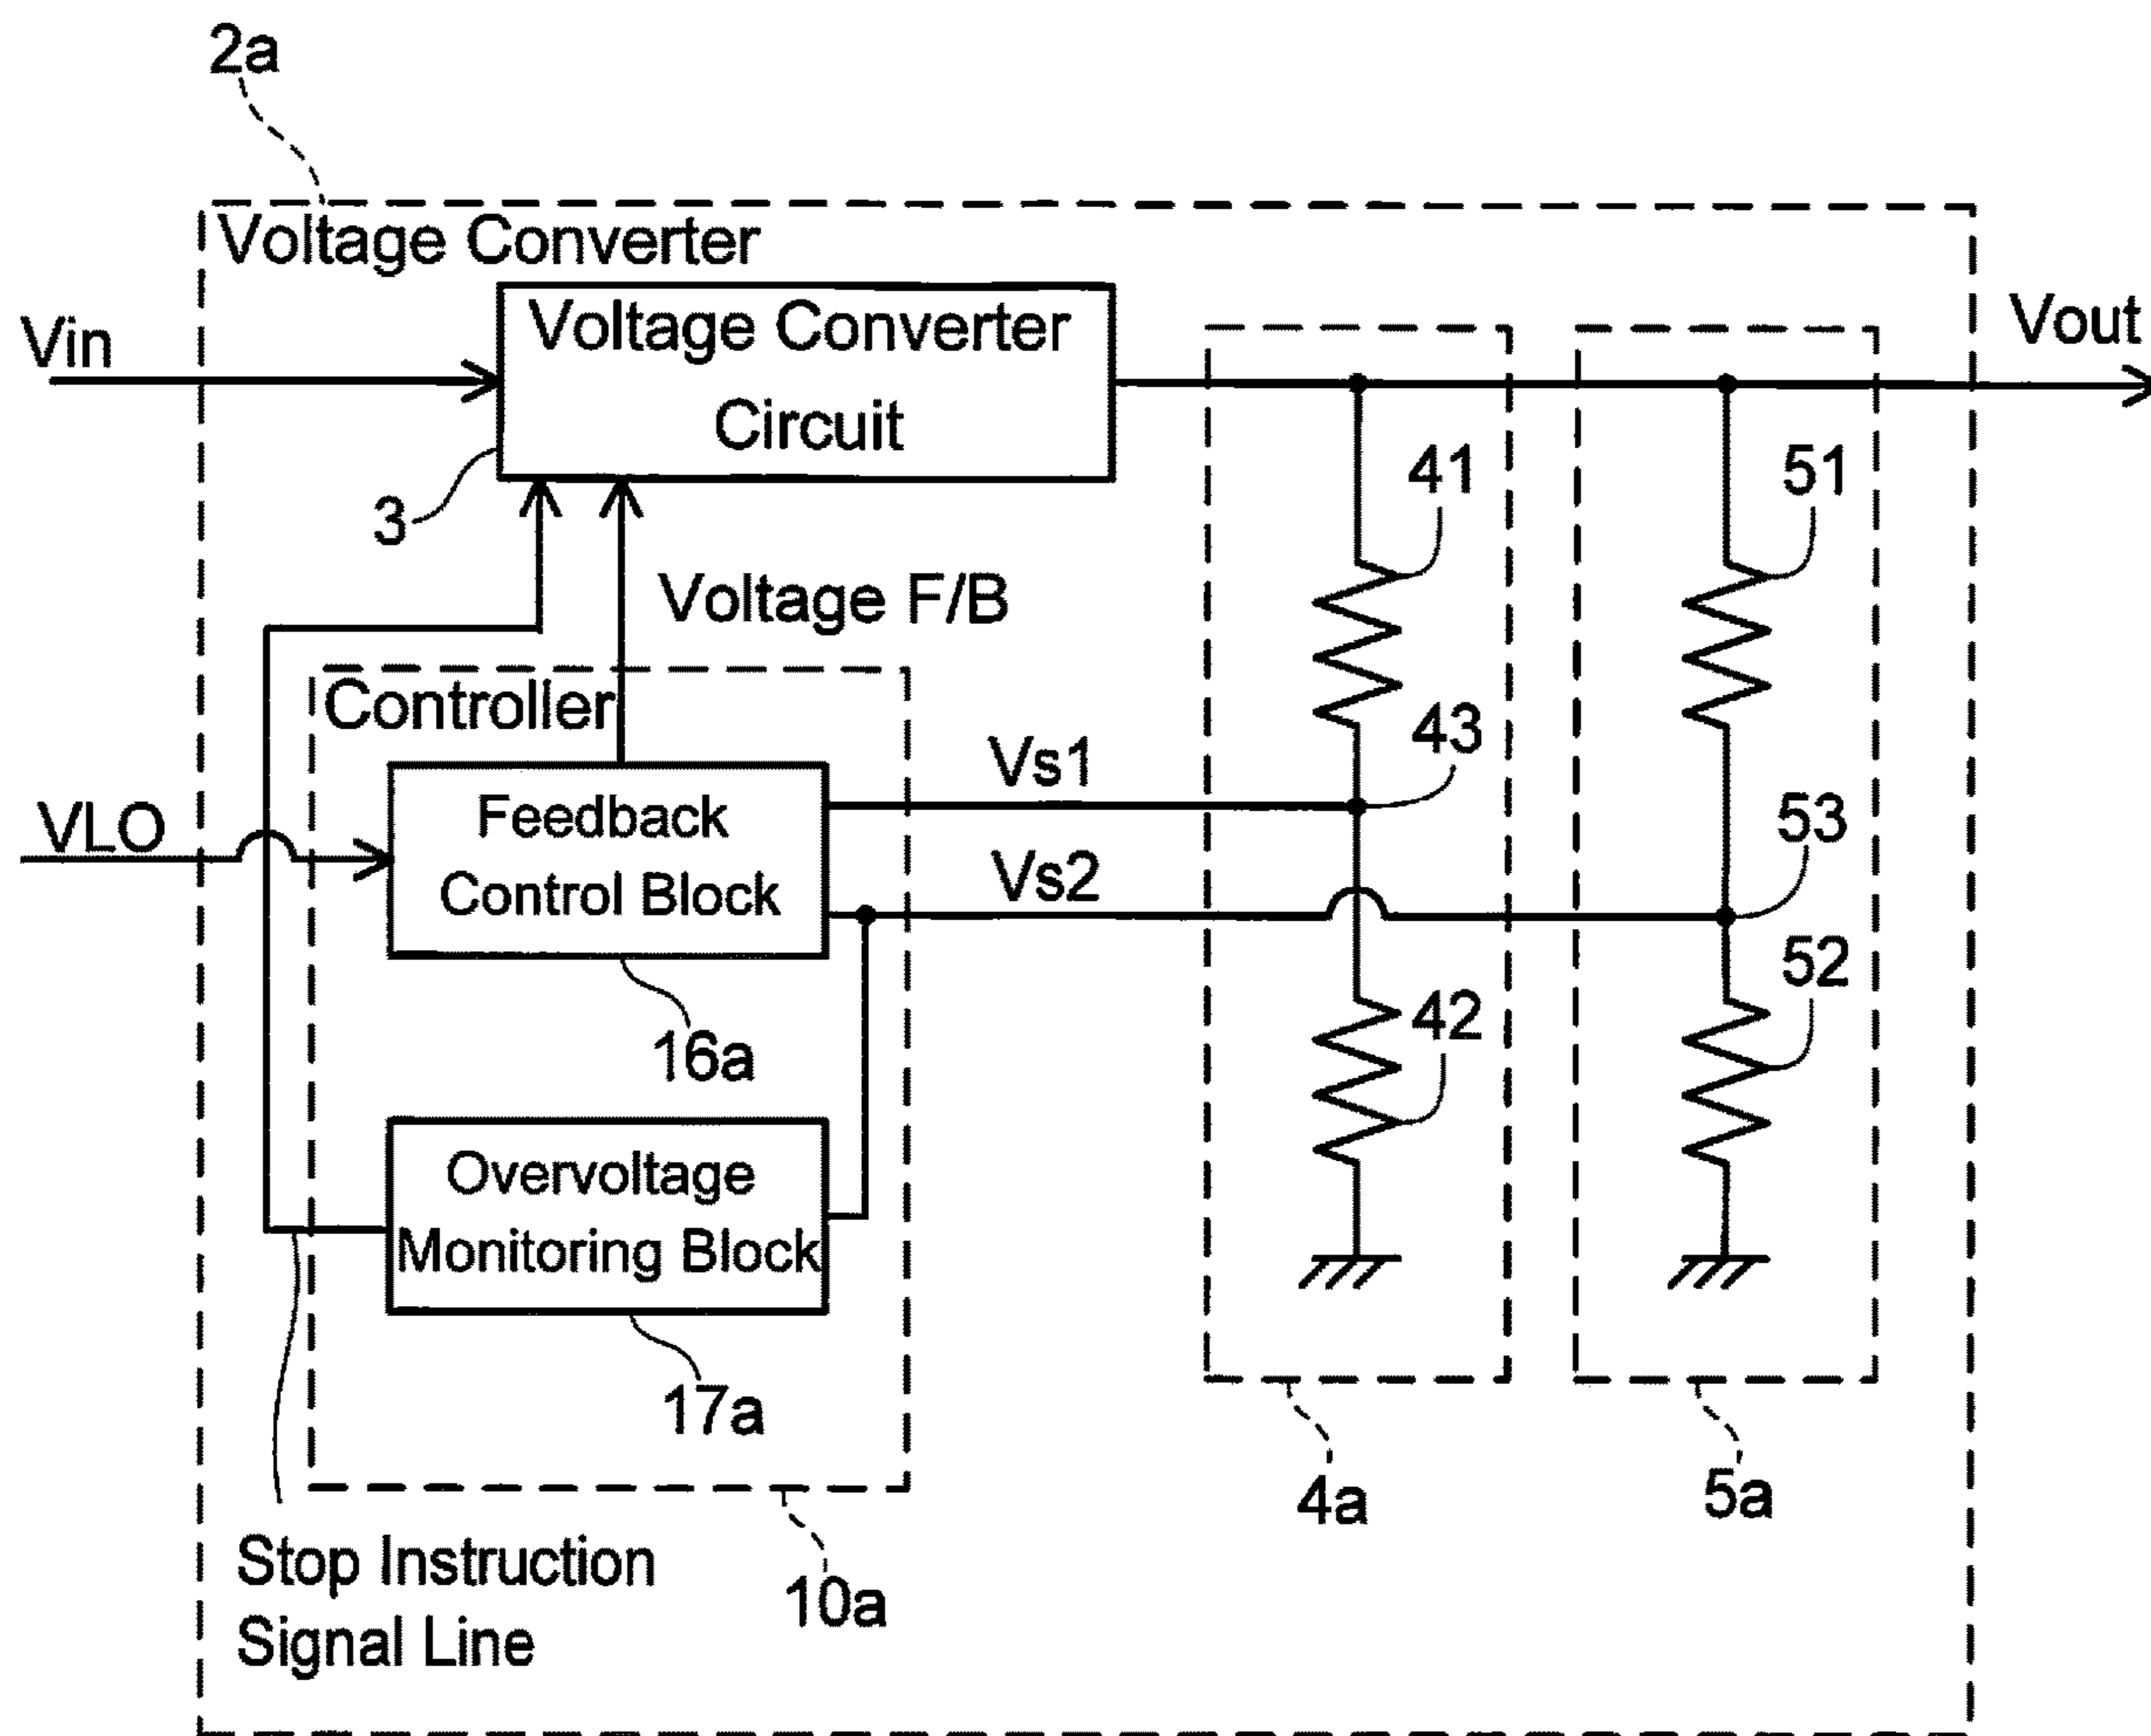 2a
Voltage Converter
Vin
Voltage Converter
Circuit
Vout
3
41
51
Voltage F/B
Controller
43
Vs1
VLO
Feedback
Control Block
53
Vs2
52
42
16a
Overvoltage
Monitoring Block
17a
4a
5a
Stop Instruction
Signal Line
10a